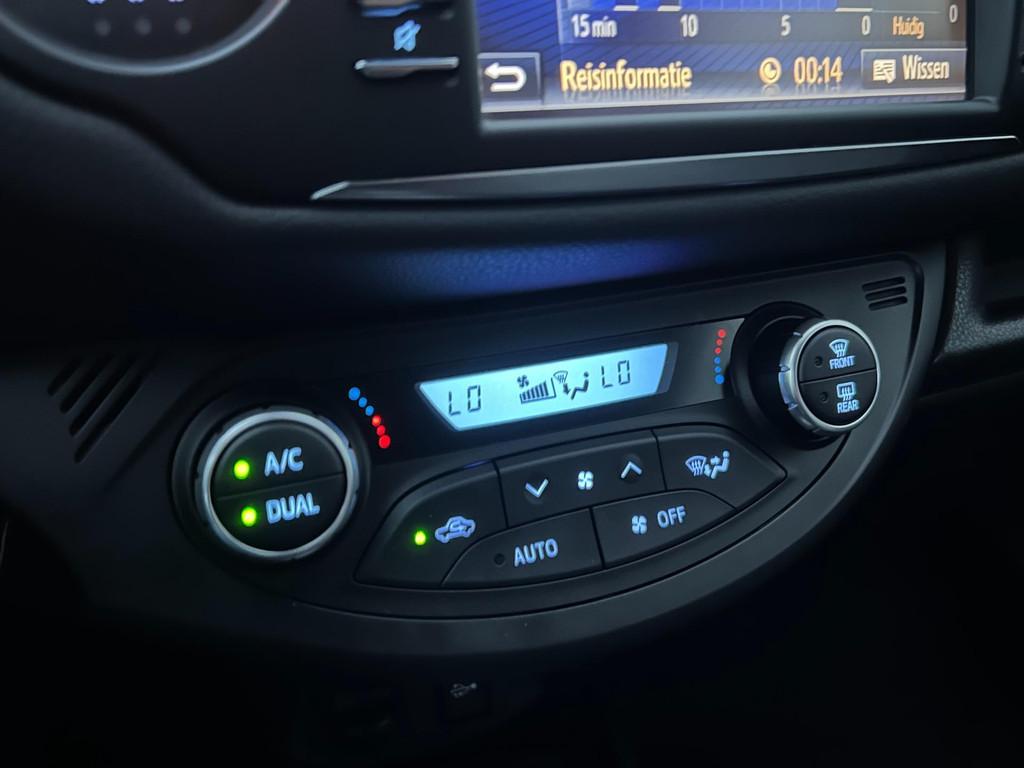 15 min 10 5 0 Huidig 0
Reisinformatie 00:14 Wissen
LO LO
FRONT
REAR
A/C
DUAL
AUTO
OFF